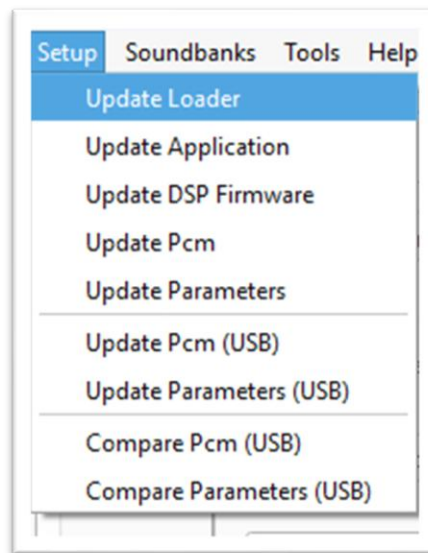 Setup Soundbanks Tools Help
Update Loader
Update Application
Update DSP Firmware
Update Pcm
Update Parameters
Update Pcm (USB)
Update Parameters (USB)
Compare Pcm (USB)
Compare Parameters (USB)